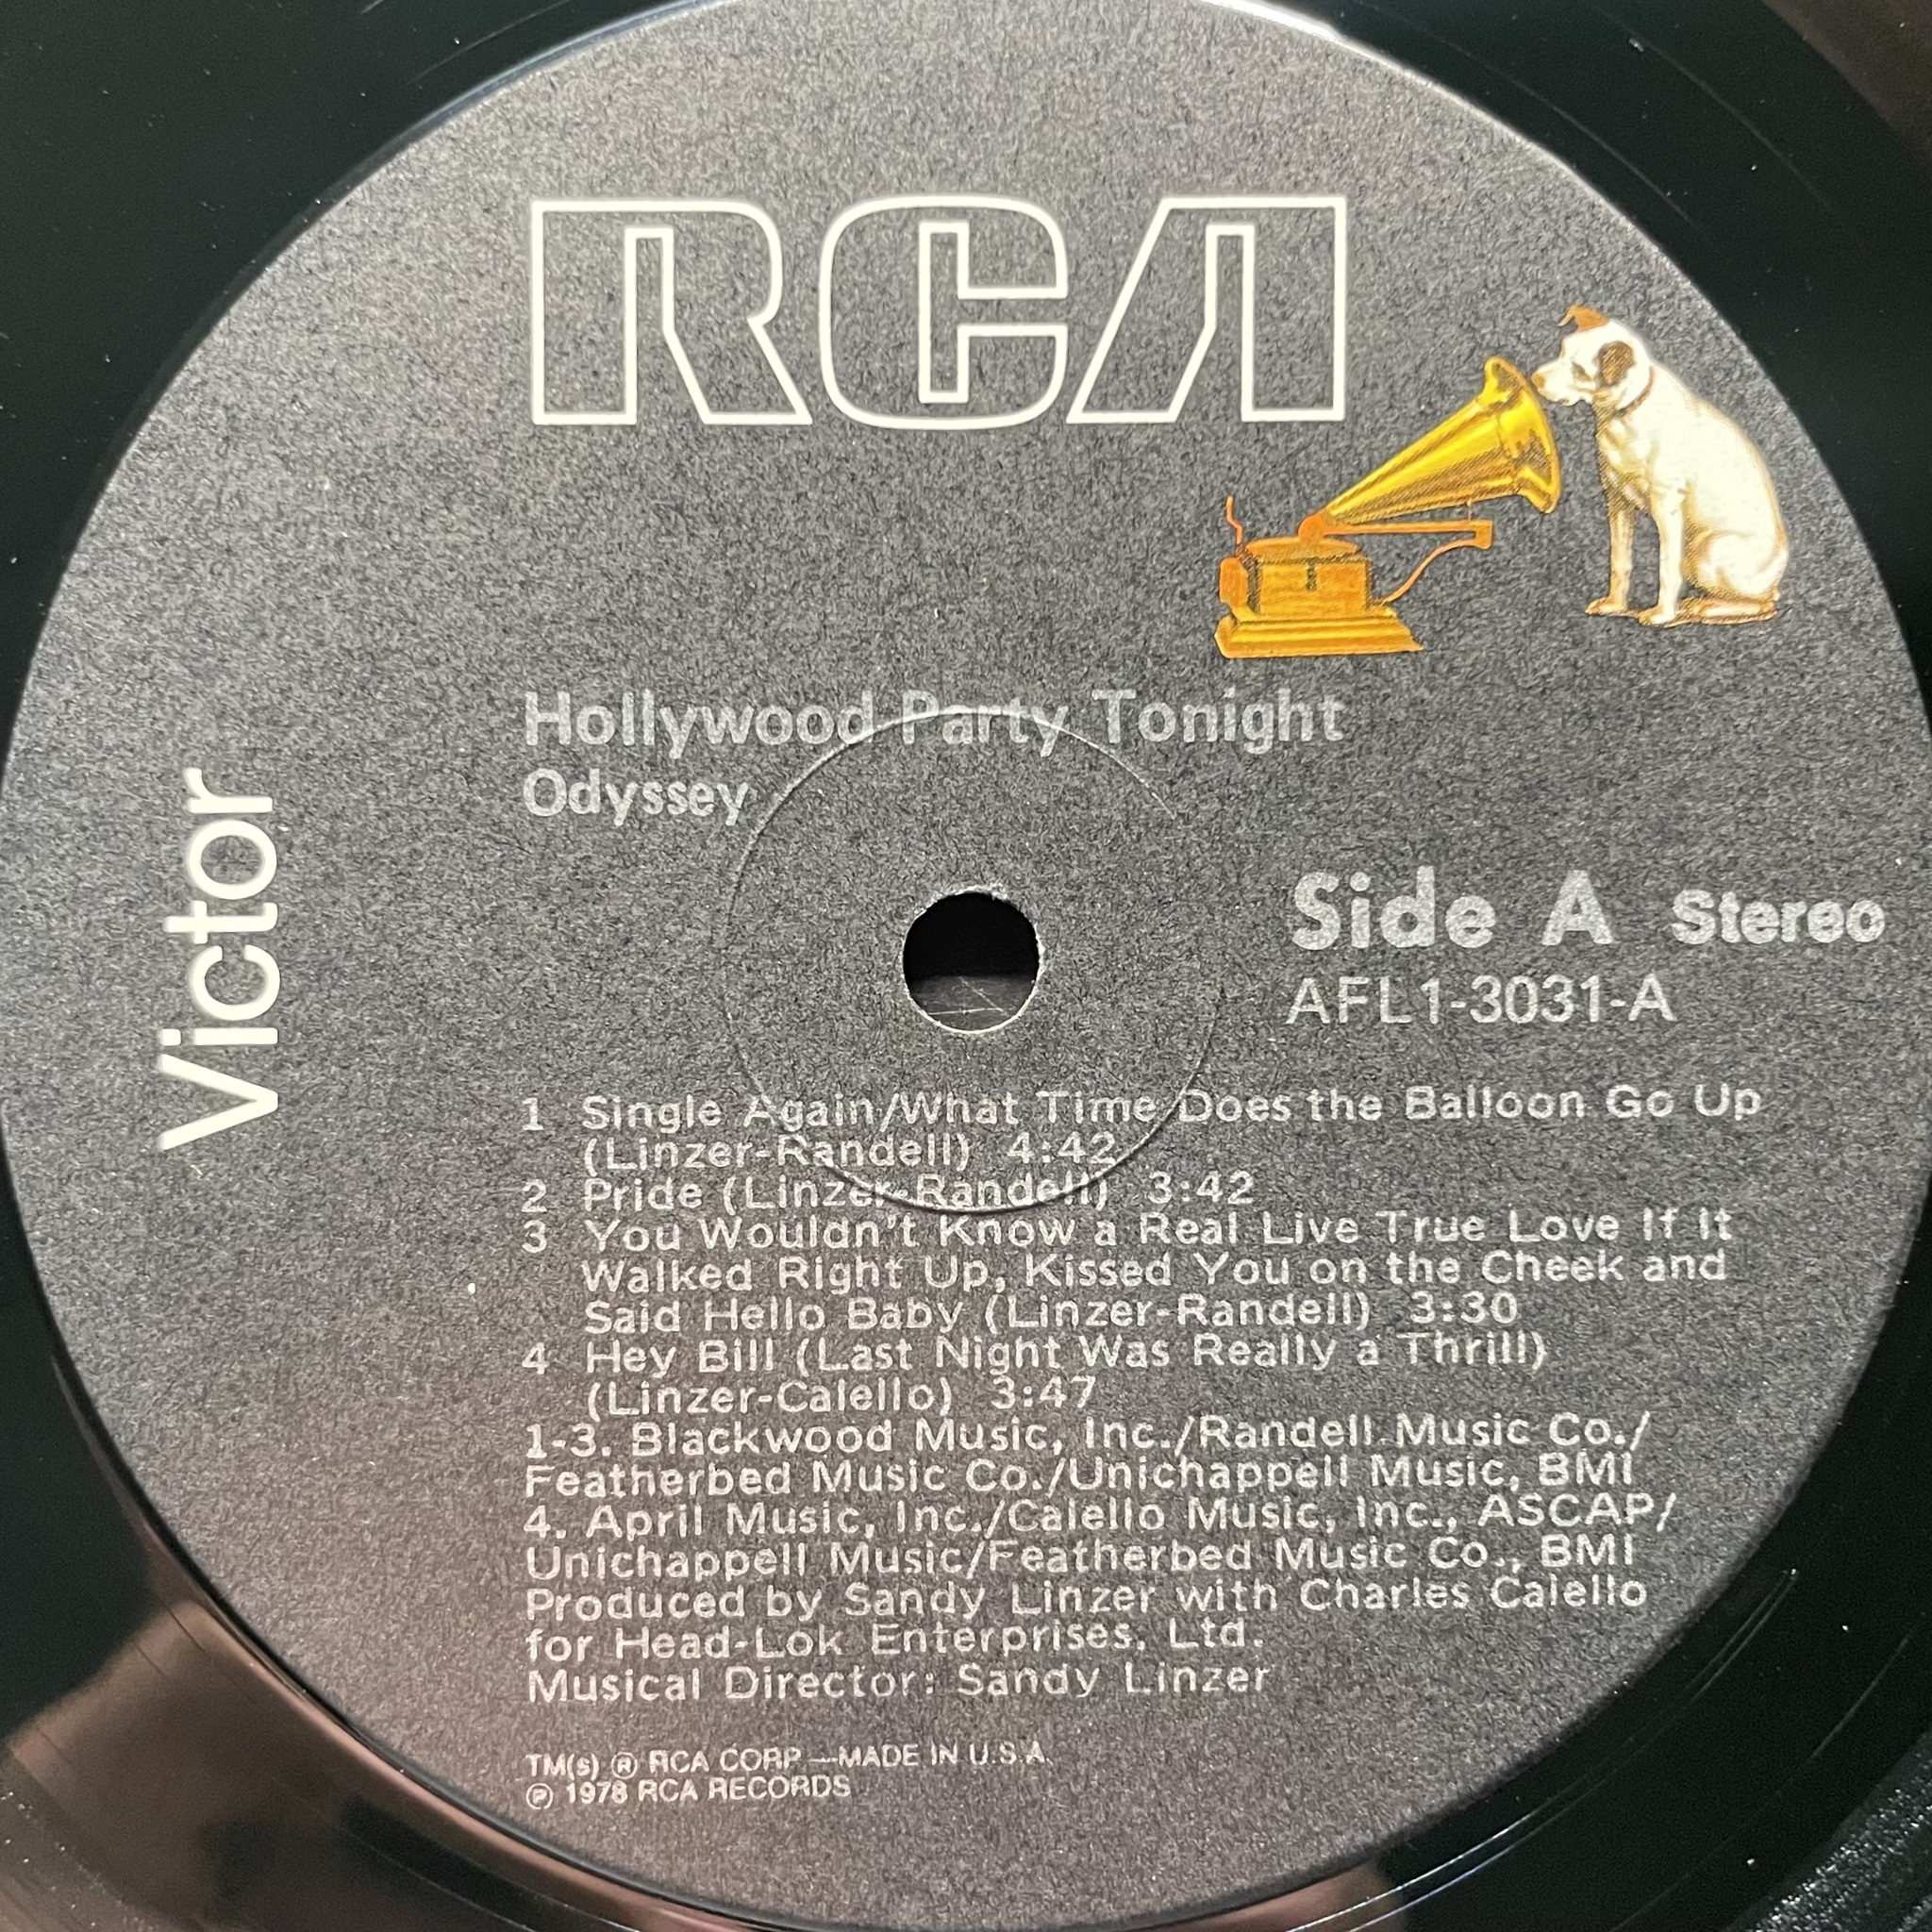 RCA
Victor
Hollywood Party Tonight
Odyssey
Side A Stereo
AFL1-3031-A
1 Single Again/What Time Does the Balloon Go Up
(Linzer-Randell) 4:42
2 Pride (Linzer-Randell) 3:42
3 You Wouldn't Know a Real Live True Love If It
Walked Right Up, Kissed You on the Cheek and
Said Hello Baby (Linzer-Randell) 3:30
4 Hey Bill (Last Night Was Really a Thrill)
(Linzer-Calello) 3:47
1-3. Blackwood Music, Inc./Randell Music Co./
Featherbed Music Co./Unichappell Music, BMI
4. April Music, Inc./Calello Music, Inc., ASCAP/
Unichappell Music/Featherbed Music Co., BMI
Produced by Sandy Linzer with Charles Calello
for Head-Lok Enterprises, Ltd.
Musical Director: Sandy Linzer
TM(s) ® RCA CORP.—MADE IN U.S.A.
℗ 1978 RCA RECORDS